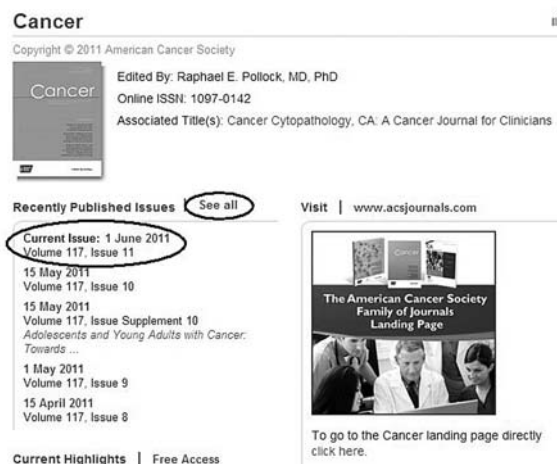 Cancer
Copyright © 2011 American Cancer Society
Cancer
Edited By: Raphael E. Pollock, MD, PhD
Online ISSN: 1097-0142
Associated Title(s): Cancer Cytopathology, CA: A Cancer Journal for Clinicians
Recently Published Issues | See all
Current Issue: 1 June 2011
Volume 117, Issue 11
15 May 2011
Volume 117, Issue 10
15 May 2011
Volume 117, Issue Supplement 10
Adolescents and Young Adults with Cancer:
Towards ...
1 May 2011
Volume 117, Issue 9
15 April 2011
Volume 117, Issue 8
Current Highlights | Free Access
Visit | www.acsjournals.com
Cancer
The American Cancer Society
Family of Journals
Landing Page
To go to the Cancer landing page directly
click here.